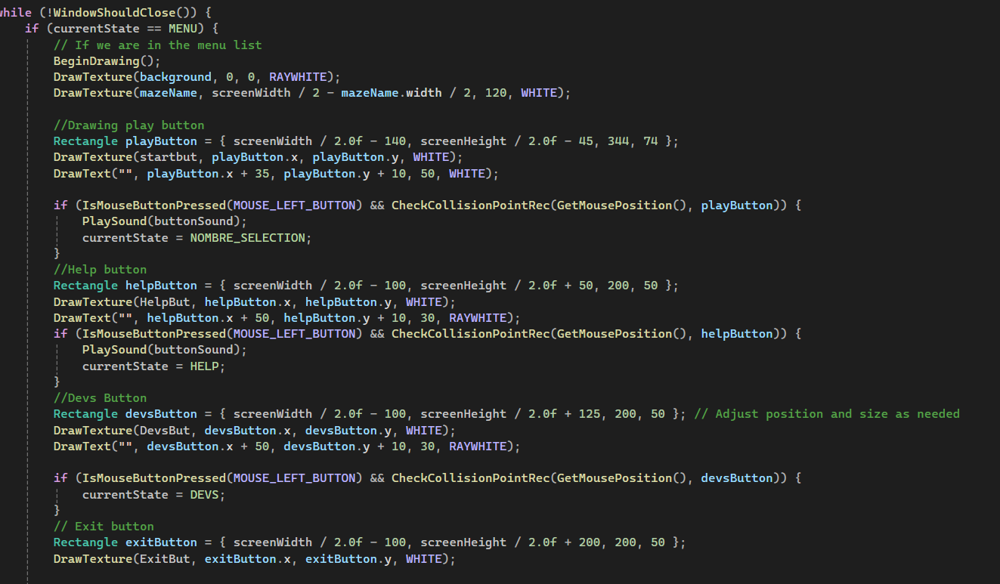 while (!WindowShouldClose()) {
if (currentState == MENU) {
// If we are in the menu list
BeginDrawing();
DrawTexture(background, 0, 0, RAYWHITE);
DrawTexture(mazeName, screenWidth / 2 - mazeName.width / 2, 120, WHITE);
//Drawing play button
Rectangle playButton = { screenWidth / 2.0f - 140, screenHeight / 2.0f - 45, 344, 74 };
DrawTexture(startbut, playButton.x, playButton.y, WHITE);
DrawText("", playButton.x + 35, playButton.y + 10, 50, WHITE);
if (IsMouseButtonPressed(MOUSE_LEFT_BUTTON) && CheckCollisionPointRec(GetMousePosition(), playButton)) {
PlaySound(buttonSound);
currentState = NOMBRE_SELECTION;
}
//Help button
Rectangle helpButton = { screenWidth / 2.0f - 100, screenHeight / 2.0f + 50, 200, 50 };
DrawTexture(HelpBut, helpButton.x, helpButton.y, WHITE);
DrawText("", helpButton.x + 50, helpButton.y + 10, 30, RAYWHITE);
if (IsMouseButtonPressed(MOUSE_LEFT_BUTTON) && CheckCollisionPointRec(GetMousePosition(), helpButton)) {
PlaySound(buttonSound);
currentState = HELP;
}
//Devs Button
Rectangle devsButton = { screenWidth / 2.0f - 100, screenHeight / 2.0f + 125, 200, 50 }; // Adjust position and size as needed
DrawTexture(DevsBut, devsButton.x, devsButton.y, WHITE);
DrawText("", devsButton.x + 50, devsButton.y + 10, 30, RAYWHITE);
if (IsMouseButtonPressed(MOUSE_LEFT_BUTTON) && CheckCollisionPointRec(GetMousePosition(), devsButton)) {
currentState = DEVS;
}
// Exit button
Rectangle exitButton = { screenWidth / 2.0f - 100, screenHeight / 2.0f + 200, 200, 50 };
DrawTexture(ExitBut, exitButton.x, exitButton.y, WHITE);